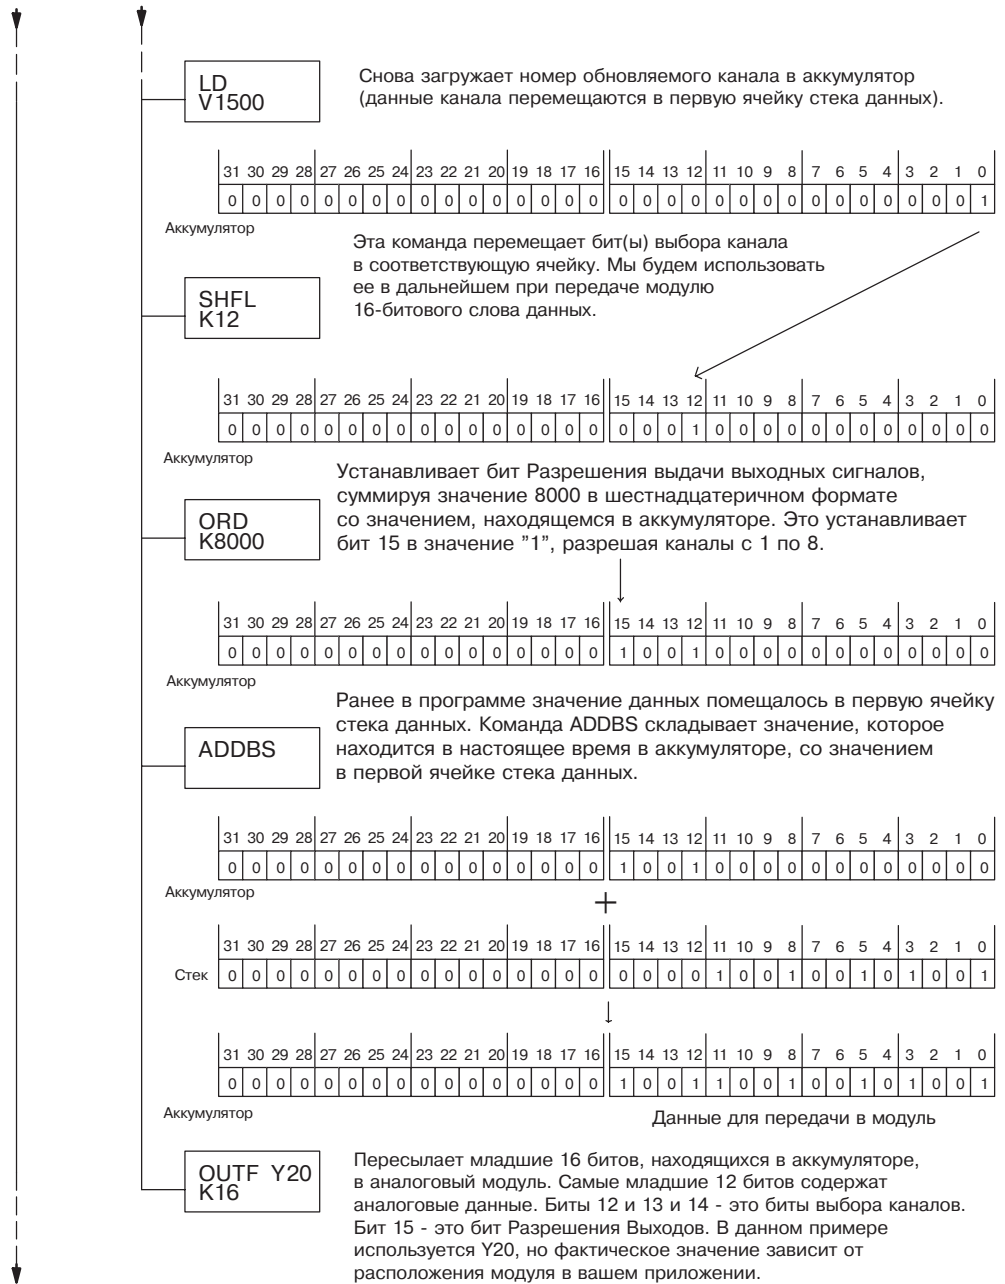 LD
V1500
Снова загружает номер обновляемого канала в аккумулятор
(данные канала перемещаются в первую ячейку стека данных).
31 30 29 28 27 26 25 24 23 22 21 20 19 18 17 16 15 14 13 12 11 10 9 8 7 6 5 4 3 2 1 0
0 0 0 0 0 0 0 0 0 0 0 0 0 0 0 0 0 0 0 0 0 0 0 0 0 0 0 0 0 0 0 1
Аккумулятор
Эта команда перемещает бит(ы) выбора канала
в соответствующую ячейку. Мы будем использовать
ее в дальнейшем при передаче модулю
16-битового слова данных.
SHFL
K12
31 30 29 28 27 26 25 24 23 22 21 20 19 18 17 16 15 14 13 12 11 10 9 8 7 6 5 4 3 2 1 0
0 0 0 0 0 0 0 0 0 0 0 0 0 0 0 0 0 0 0 1 0 0 0 0 0 0 0 0 0 0 0 0
Аккумулятор
Устанавливает бит Разрешения выдачи выходных сигналов,
суммируя значение 8000 в шестнадцатеричном формате
со значением, находящемся в аккумуляторе. Это устанавливает
бит 15 в значение ”1”, разрешая каналы с 1 по 8.
ORD
K8000
31 30 29 28 27 26 25 24 23 22 21 20 19 18 17 16 15 14 13 12 11 10 9 8 7 6 5 4 3 2 1 0
0 0 0 0 0 0 0 0 0 0 0 0 0 0 0 0 1 0 0 1 0 0 0 0 0 0 0 0 0 0 0 0
Аккумулятор
Ранее в программе значение данных помещалось в первую ячейку
стека данных. Команда ADDBS складывает значение, которое
находится в настоящее время в аккумуляторе, со значением
в первой ячейке стека данных.
ADDBS
31 30 29 28 27 26 25 24 23 22 21 20 19 18 17 16 15 14 13 12 11 10 9 8 7 6 5 4 3 2 1 0
0 0 0 0 0 0 0 0 0 0 0 0 0 0 0 0 1 0 0 1 0 0 0 0 0 0 0 0 0 0 0 0
Аккумулятор
+
31 30 29 28 27 26 25 24 23 22 21 20 19 18 17 16 15 14 13 12 11 10 9 8 7 6 5 4 3 2 1 0
Стек 0 0 0 0 0 0 0 0 0 0 0 0 0 0 0 0 0 0 0 0 1 0 0 1 0 0 1 0 1 0 0 1
31 30 29 28 27 26 25 24 23 22 21 20 19 18 17 16 15 14 13 12 11 10 9 8 7 6 5 4 3 2 1 0
0 0 0 0 0 0 0 0 0 0 0 0 0 0 0 0 1 0 0 1 1 0 0 1 0 0 1 0 1 0 0 1
Аккумулятор
Данные для передачи в модуль
OUTF Y20
K16
Пересылает младшие 16 битов, находящихся в аккумуляторе,
в аналоговый модуль. Самые младшие 12 битов содержат
аналоговые данные. Биты 12 и 13 и 14 - это биты выбора каналов.
Бит 15 - это бит Разрешения Выходов. В данном примере
используется Y20, но фактическое значение зависит от
расположения модуля в вашем приложении.